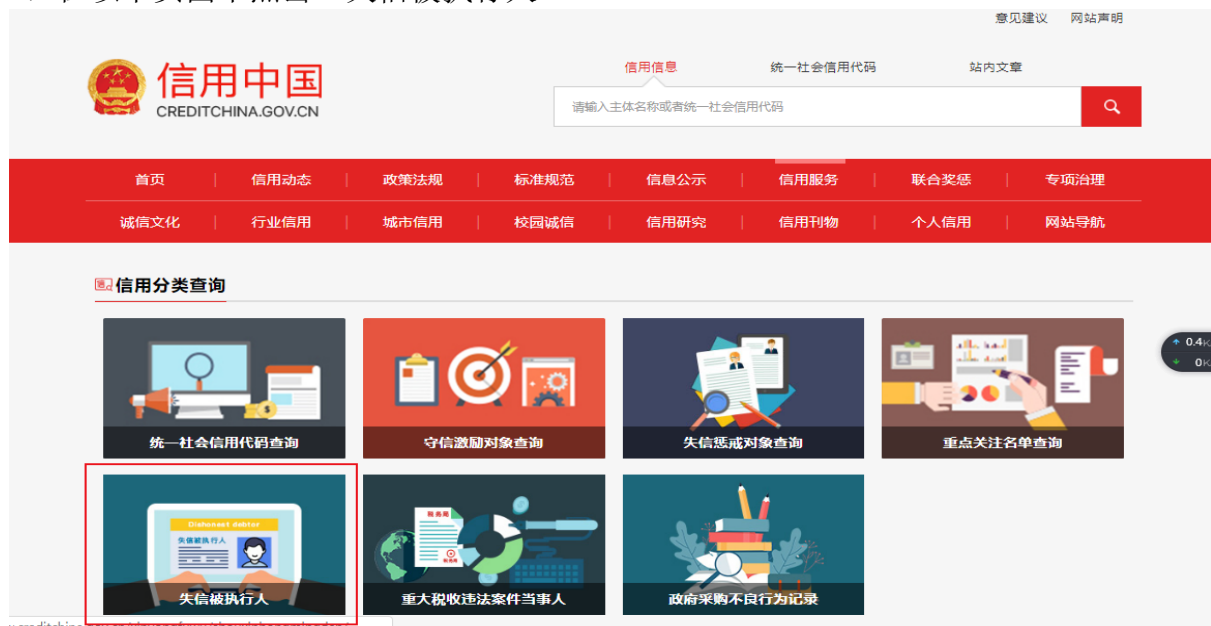 意见建议 网站声明
信用中国
CREDITCHINA.GOV.CN
信用信息 统一社会信用代码 站内文章
请输入主体名称或者统一社会信用代码
首页 信用动态 政策法规 标准规范 信息公示 信用服务 联合奖惩 专项治理
诚信文化 行业信用 城市信用 校园诚信 信用研究 信用刊物 个人信用 网站导航
信用分类查询
统一社会信用代码查询 守信激励对象查询 失信惩戒对象查询 重点关注名单查询
Dishonest debtor
失信被执行人
税务局
失信被执行人 重大税收违法案件当事人 政府采购不良行为记录
0.4K
0K